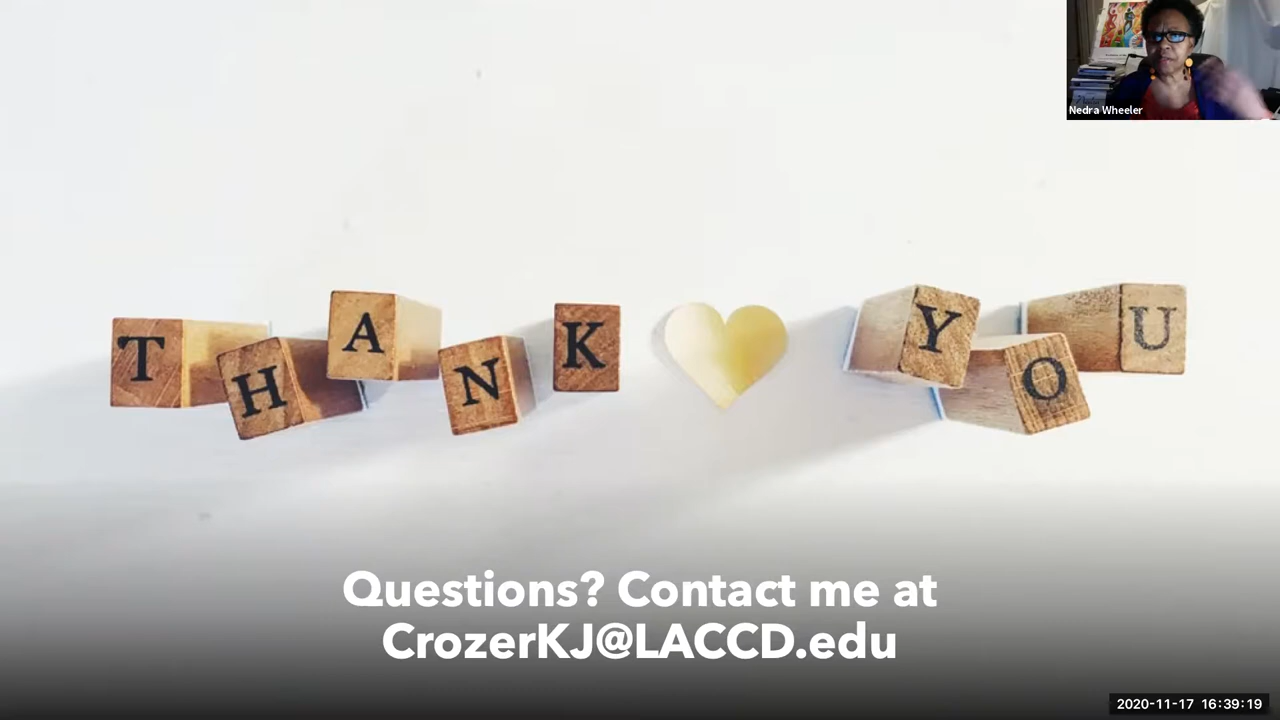 Nedra Wheeler
THANK YOU
Questions? Contact me at
CrozerKJ@LACCD.edu
2020-11-17 16:39:19